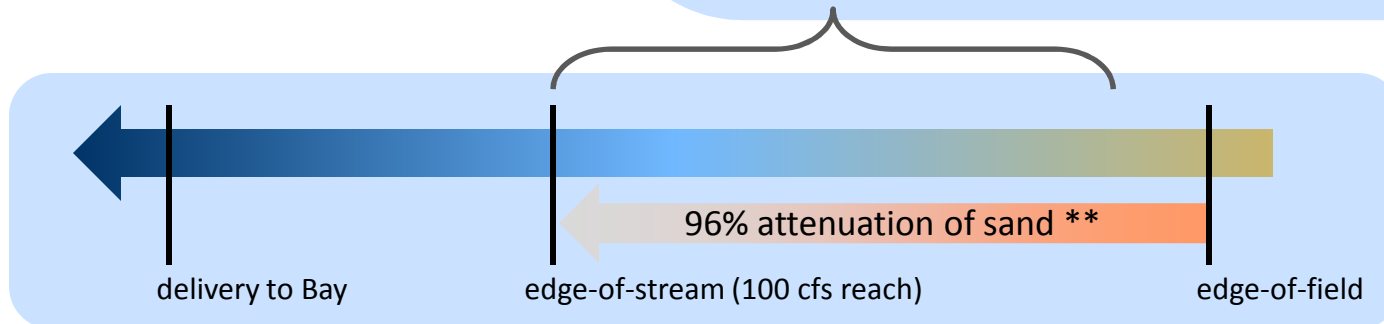 96% attenuation of sand **
delivery to Bay
edge-of-stream (100 cfs reach)
edge-of-field